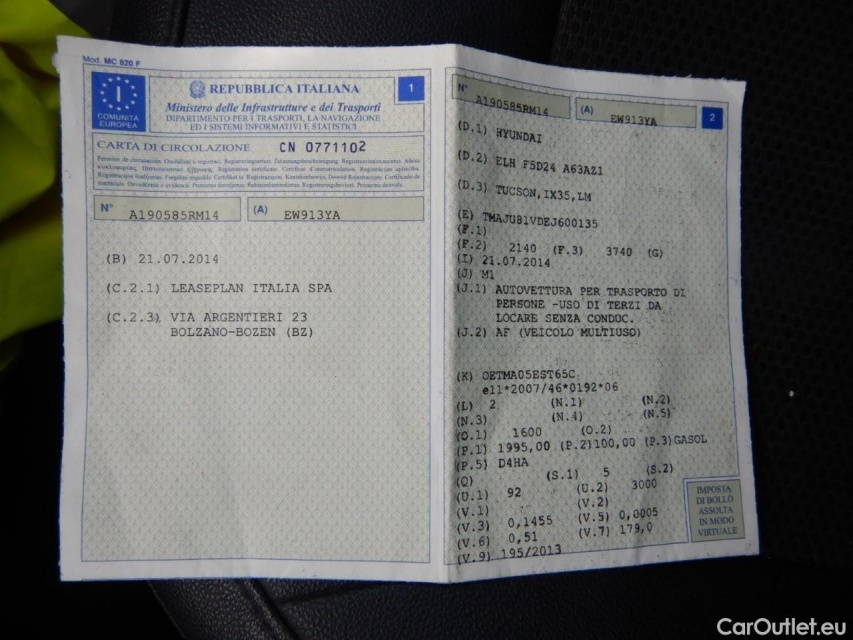 Mod. MC 820 F
I
COMUNITÀ
EUROPEA
REPUBBLICA ITALIANA
1
Ministero delle Infrastrutture e dei Trasporti
DIPARTIMENTO PER I TRASPORTI, LA NAVIGAZIONE
ED I SISTEMI INFORMATIVI E STATISTICI
CARTA DI CIRCOLAZIONE CN 0771102
N° A190585RM14 (A) EW913YA
(B) 21.07.2014
(C.2.1) LEASEPLAN ITALIA SPA
(C.2.3) VIA ARGENTIERI 23
BOLZANO-BOZEN (BZ)
N° A190585RM14 (A) EW913YA 2
(D.1) HYUNDAI
(D.2) ELH F5D24 A63AZ1
(D.3) TUCSON,IX35,LM
(E) TMAJU81VDEJ600135
(F.1)
(F.2) 2140 (F.3) 3740 (G)
(I) 21.07.2014
(J) M1
(J.1) AUTOVETTURA PER TRASPORTO DI
PERSONE -USO DI TERZI DA
LOCARE SENZA CONDUC.
(J.2) AF (VEICOLO MULTIUSO)
(K) OETMA05EST65C
e11*2007/46*0192*06
(L) 2 (N.1) (N.2)
(N.3) (N.4) (N.5)
(O.1) 1600 (O.2)
(P.1) 1995,00 (P.2)100,00 (P.3)GASOL
(P.5) D4HA
(Q) (S.1) 5 (S.2)
(U.1) 92 (U.2) 3000
(V.1) (V.2)
(V.3) 0,1455 (V.5) 0,0005
(V.6) 0,51 (V.7) 179,0
(V.9) 195/2013
IMPOSTA
DI BOLLO
ASSOLTA
IN MODO
VIRTUALE
CarOutlet.eu